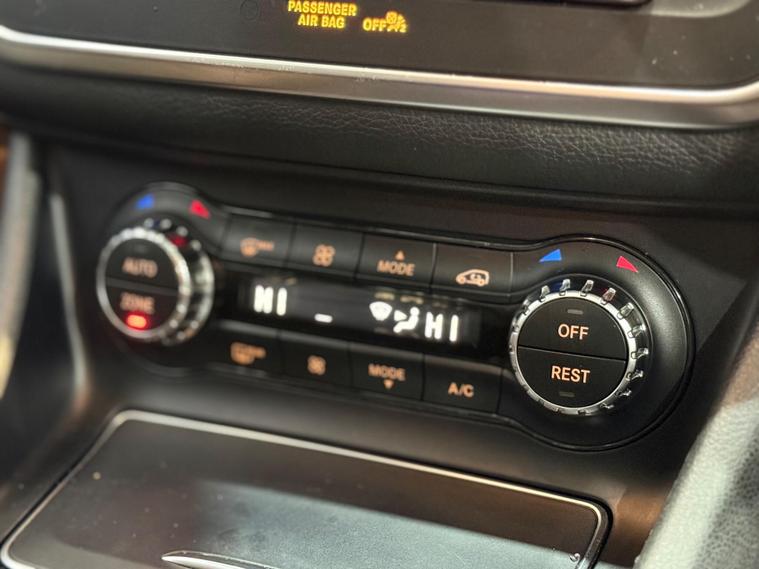 PASSENGER
AIR BAG OFF
MODE
AUTO
ZONE
HI _ HI
OFF
REST
MODE
A/C